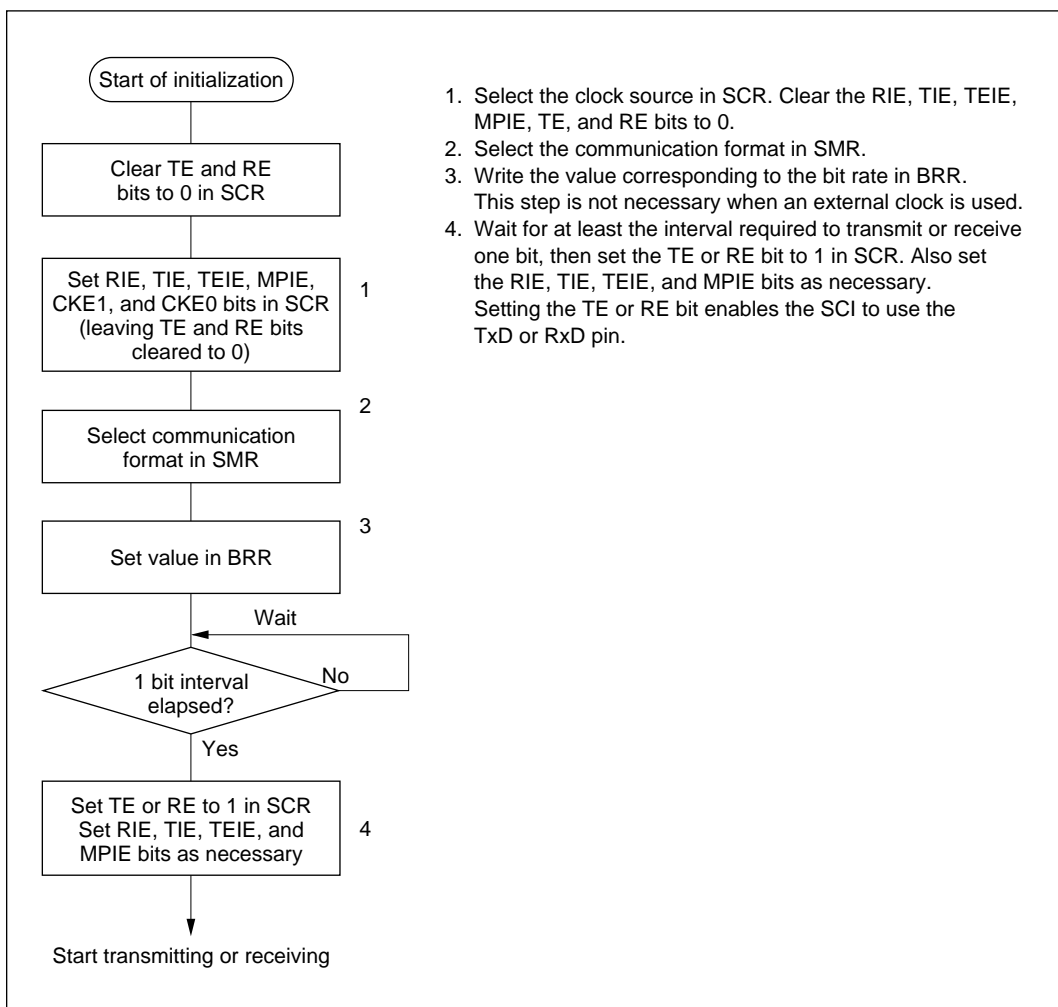 Start of initialization
Clear TE and RE
bits to 0 in SCR
Set RIE, TIE, TEIE, MPIE,
CKE1, and CKE0 bits in SCR
(leaving TE and RE bits
cleared to 0)
1
2
Select communication
format in SMR
3
Set value in BRR
Wait
1 bit interval
elapsed?
No
Yes
Set TE or RE to 1 in SCR
Set RIE, TIE, TEIE, and
MPIE bits as necessary
4
Start transmitting or receiving
1. Select the clock source in SCR. Clear the RIE, TIE, TEIE,
MPIE, TE, and RE bits to 0.
2. Select the communication format in SMR.
3. Write the value corresponding to the bit rate in BRR.
This step is not necessary when an external clock is used.
4. Wait for at least the interval required to transmit or receive
one bit, then set the TE or RE bit to 1 in SCR. Also set
the RIE, TIE, TEIE, and MPIE bits as necessary.
Setting the TE or RE bit enables the SCI to use the
TxD or RxD pin.